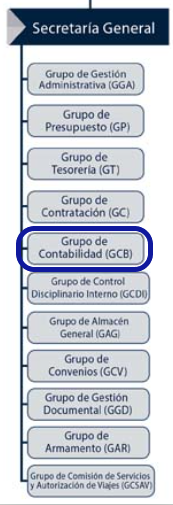 Secretaría General
Grupo de Gestión
Administrativa (GGA)
Grupo de
Presupuesto (GP)
Grupo de
Tesorería (GT)
Grupo de
Contratación (GC)
Grupo de
Contabilidad (GCB)
Grupo de Control
Disciplinario Interno (GCDI)
Grupo de Almacén
General (GAG)
Grupo de
Convenios (GCV)
Grupo de Gestión
Documental (GGD)
Grupo de
Armamento (GAR)
Grupo de Comisión de Servicios
y Autorización de Viajes (GCSAV)